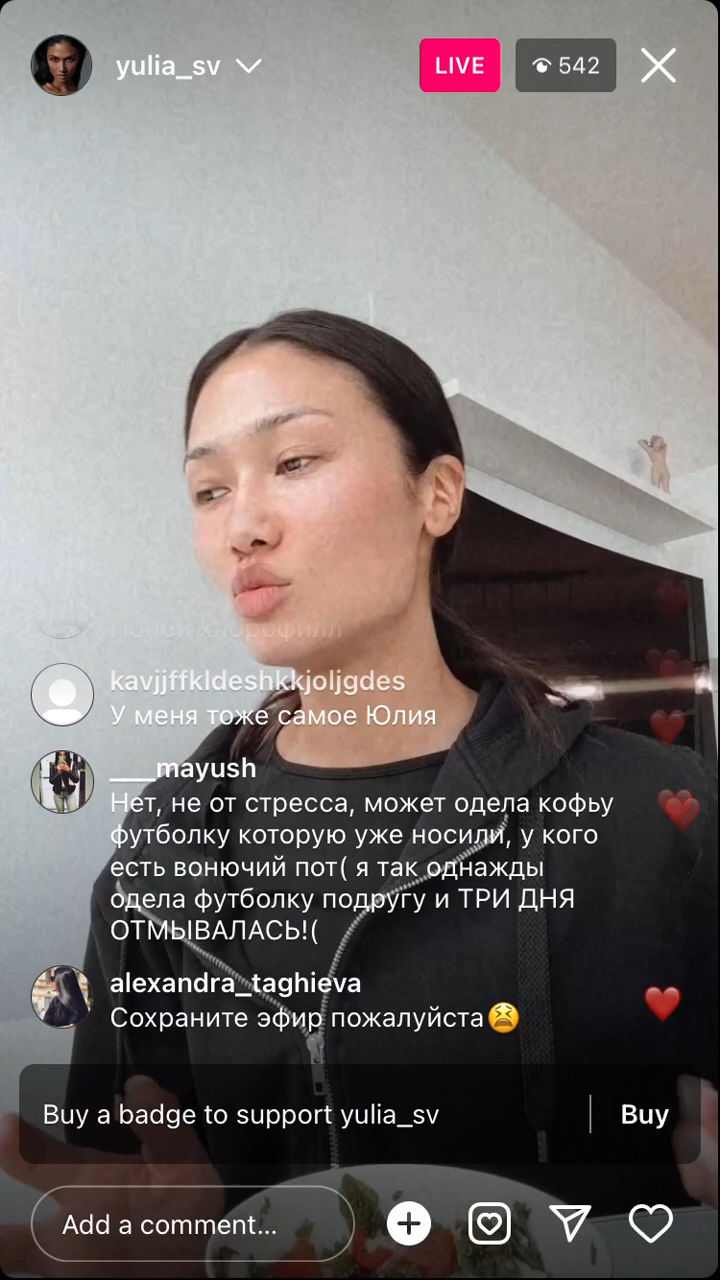 yulia_sv
LIVE
542
Попей хлорофилл
kavjjffkldeshkkjoljgdes
У меня тоже самое Юлия
___mayush
Нет, не от стресса, может одела кофьу
футболку которую уже носили, у кого
есть вонючий пот( я так однажды
одела футболку подругу и ТРИ ДНЯ
ОТМЫВАЛАСЬ!(
alexandra_taghieva
Сохраните эфир пожалуйста😫
Buy a badge to support yulia_sv
Buy
Add a comment...